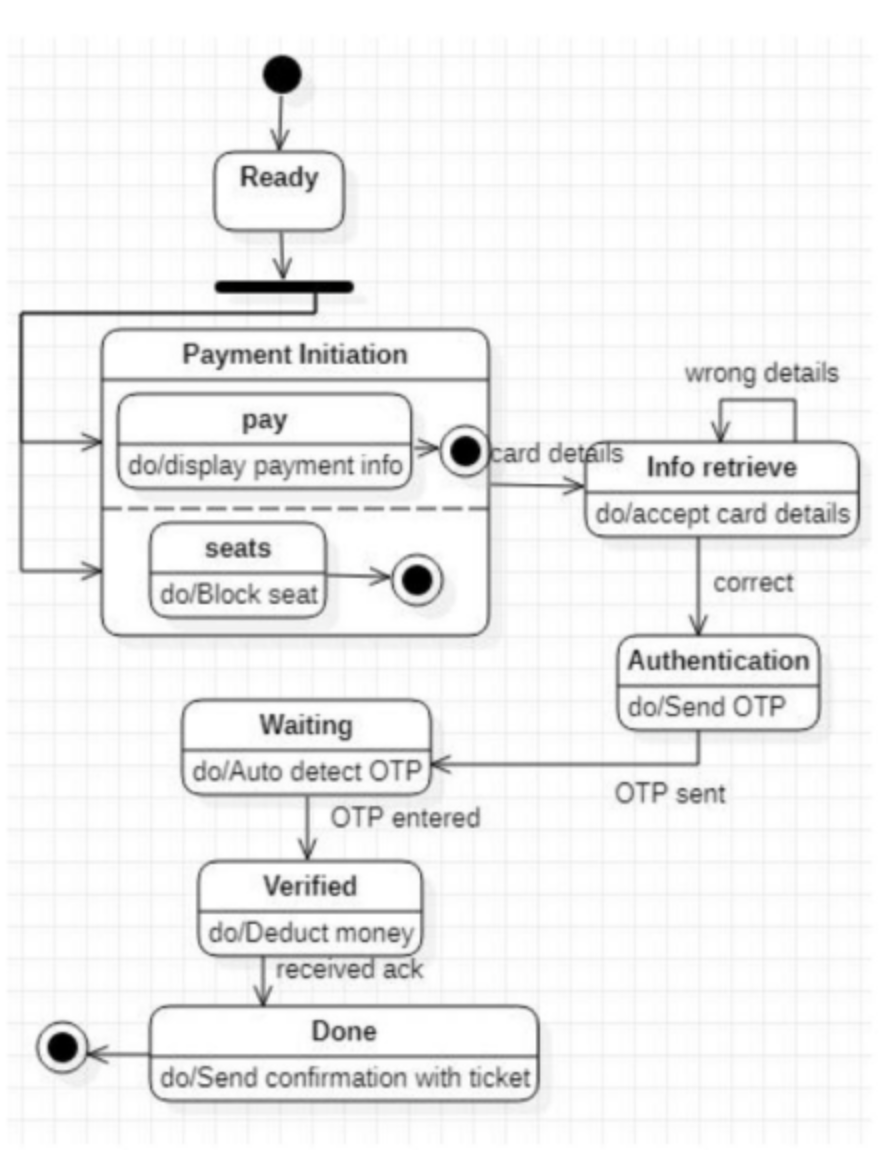 Ready
Payment Initiation
pay
do/display payment info
seats
do/Block seat
card details
wrong details
Info retrieve
do/accept card details
correct
Authentication
do/Send OTP
OTP sent
Waiting
do/Auto detect OTP
OTP entered
Verified
do/Deduct money
received ack
Done
do/Send confirmation with ticket